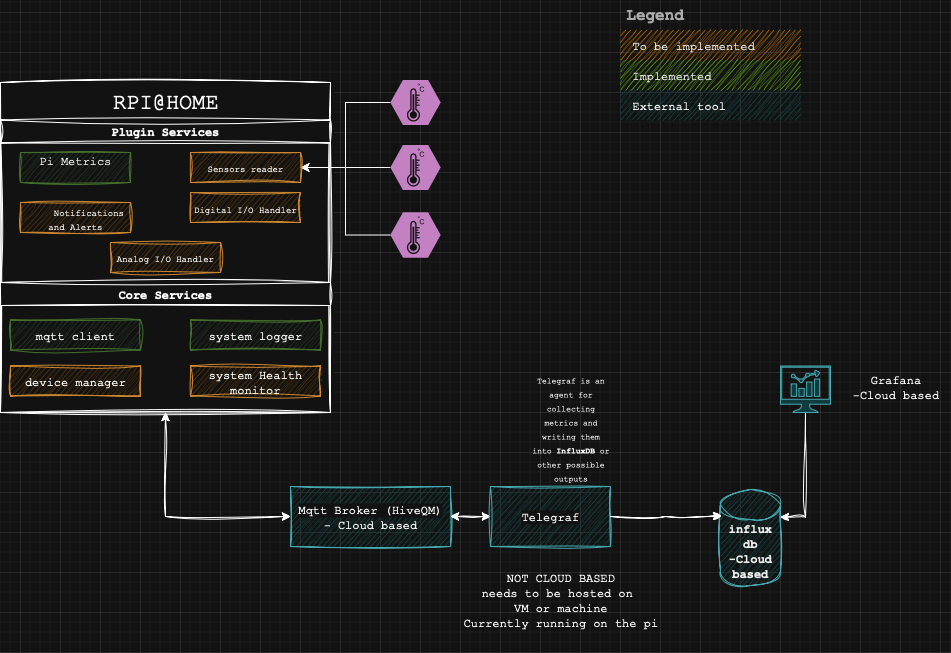 Legend
To be implemented
Implemented
External tool
RPI@HOME
Plugin Services
Pi Metrics
Sensors reader
Notifications
and Alerts
Digital I/O Handler
Analog I/O Handler
°C
°C
°C
Core Services
mqtt client
system logger
device manager
system Health
monitor
Telegraf is an
agent for
collecting
metrics and
writing them
into InfluxDB or
other possible
outputs
Grafana
-Cloud based
Mqtt Broker (HiveQM)
- Cloud based
Telegraf
influx
db
-Cloud
based
NOT CLOUD BASED
needs to be hosted on
VM or machine
Currently running on the pi